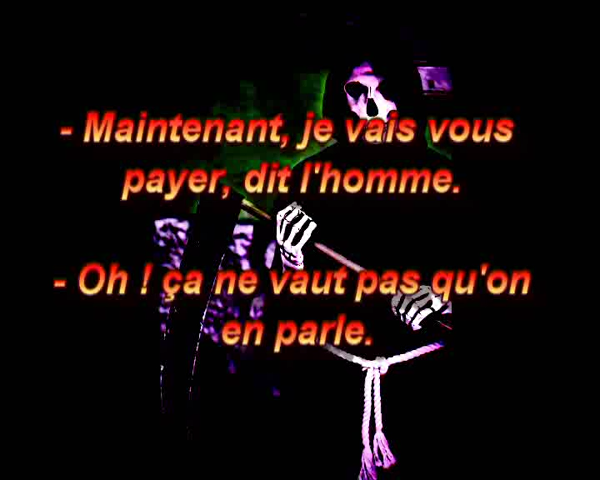 - Maintenant, je vais vous
payer, dit l'homme.
- Oh ! ça ne vaut pas qu'on
en parle.